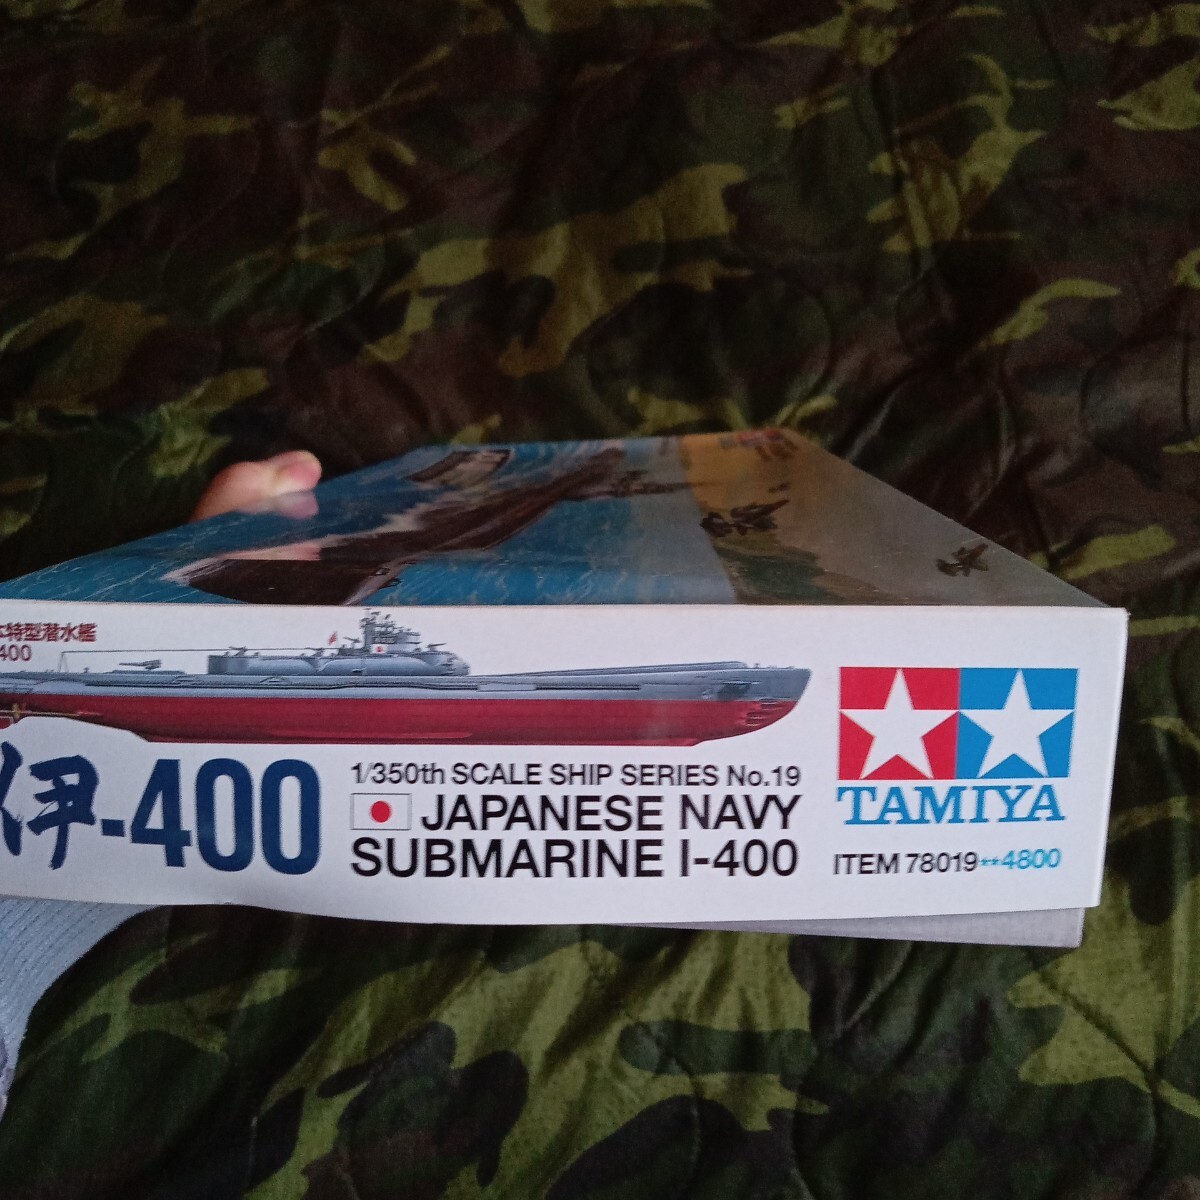 特型潜水艦
400
伊-400
1/350th SCALE SHIP SERIES No.19
JAPANESE NAVY
SUBMARINE I-400
TAMIYA
ITEM 78019**4800